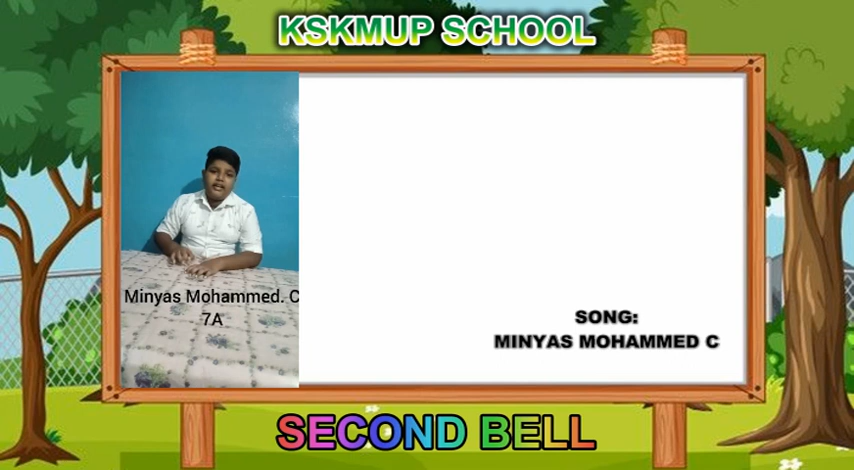 KSKMUP SCHOOL
Minyas Mohammed. C
7A
SONG:
MINYAS MOHAMMED C
SECOND BELL